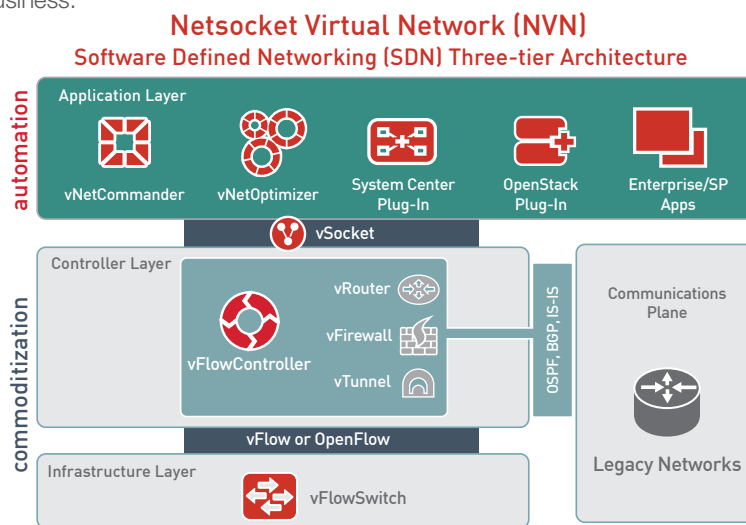 business.
Netsocket Virtual Network (NVN)
Software Defined Networking (SDN) Three-tier Architecture
automation
Application Layer
vNetCommander
vNetOptimizer
System Center
Plug-In
OpenStack
Plug-In
Enterprise/SP
Apps
vSocket
commoditization
Controller Layer
vFlowController
vRouter
vFirewall
vTunnel
OSPF, BGP, IS-IS
Communications
Plane
Legacy Networks
vFlow or OpenFlow
Infrastructure Layer
vFlowSwitch